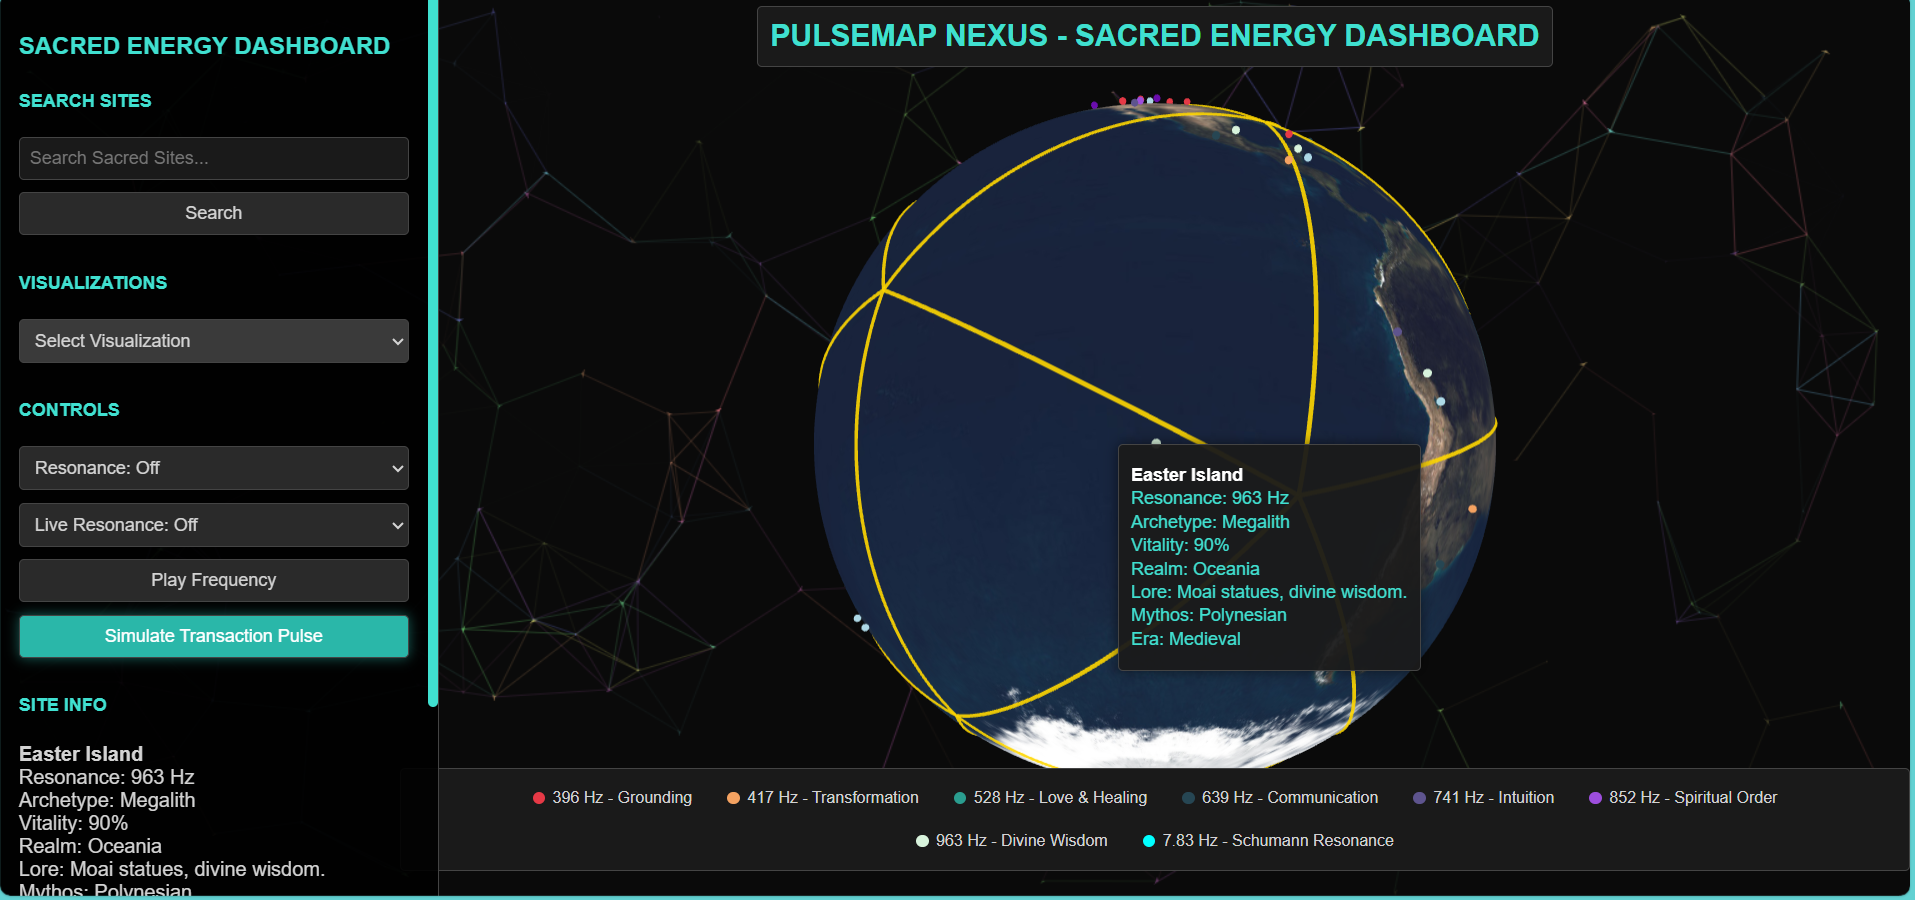 SACRED ENERGY DASHBOARD
SEARCH SITES
Search Sacred Sites...
Search
VISUALIZATIONS
Select Visualization
CONTROLS
Resonance: Off
Live Resonance: Off
Play Frequency
Simulate Transaction Pulse
SITE INFO
Easter Island
Resonance: 963 Hz
Archetype: Megalith
Vitality: 90%
Realm: Oceania
Lore: Moai statues, divine wisdom.
Mythos: Polynesian
PULSEMAP NEXUS - SACRED ENERGY DASHBOARD
Easter Island
Resonance: 963 Hz
Archetype: Megalith
Vitality: 90%
Realm: Oceania
Lore: Moai statues, divine wisdom.
Mythos: Polynesian
Era: Medieval
396 Hz - Grounding 417 Hz - Transformation 528 Hz - Love & Healing 639 Hz - Communication 741 Hz - Intuition 852 Hz - Spiritual Order
963 Hz - Divine Wisdom 7.83 Hz - Schumann Resonance